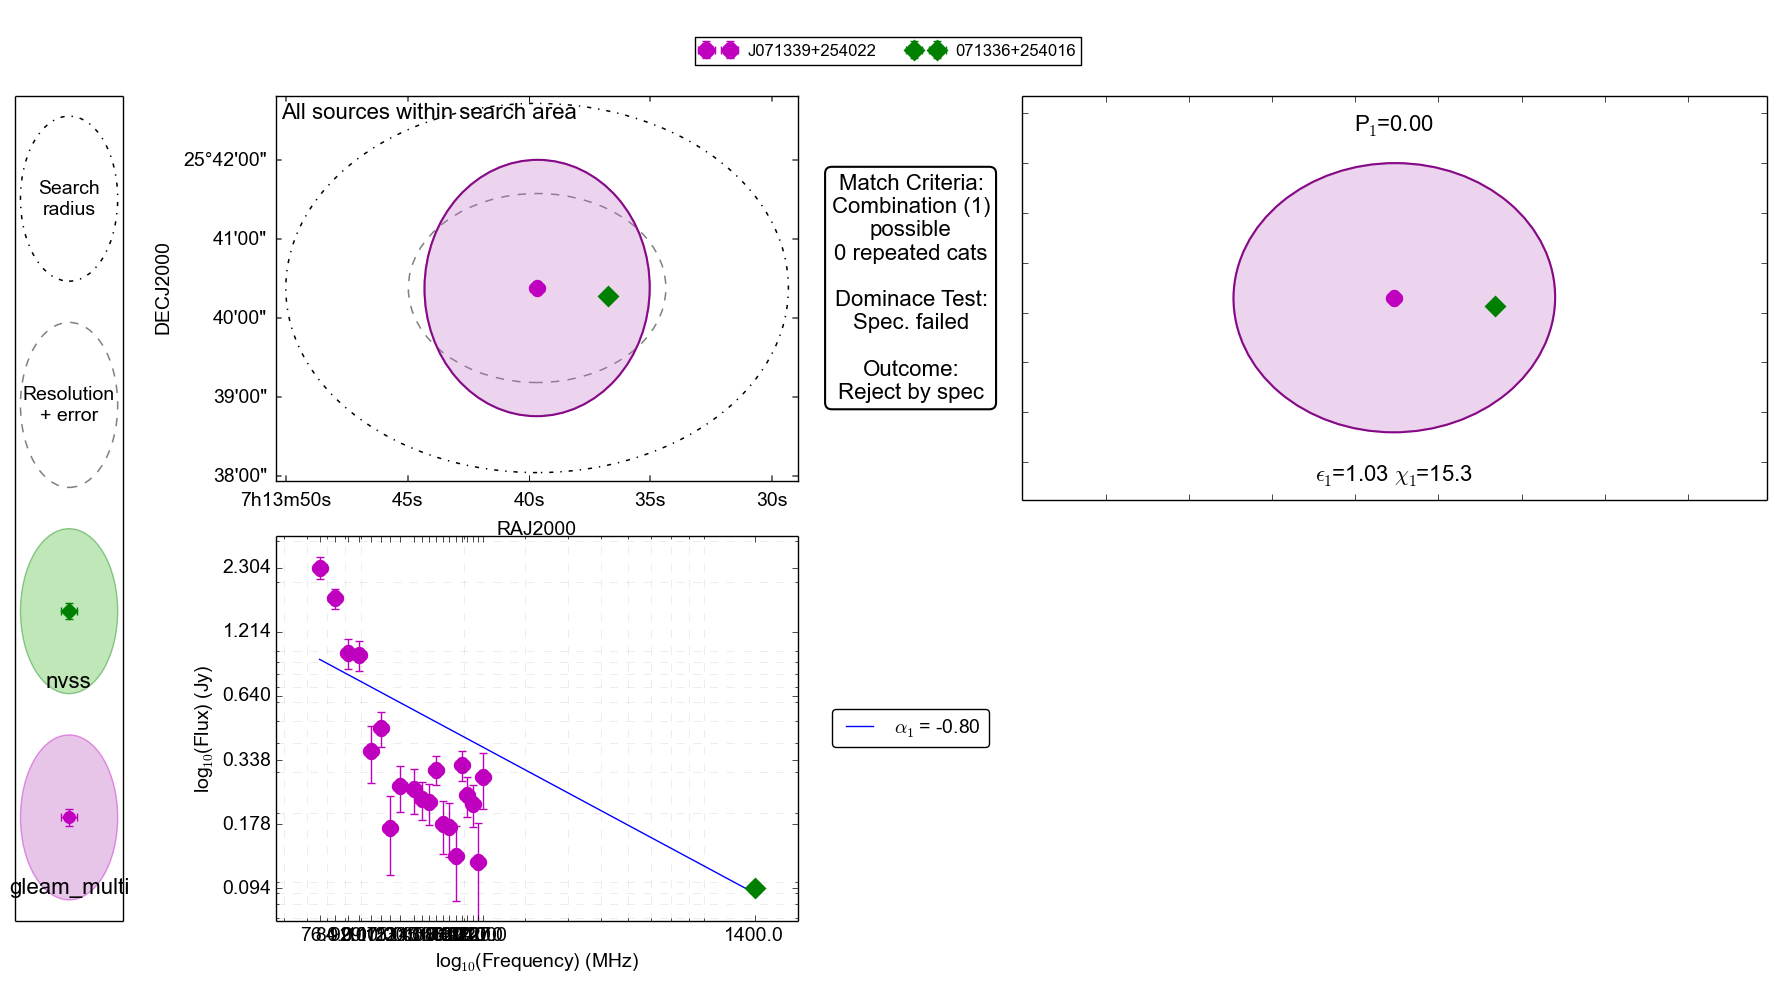 J071339+254022
071336+254016
Search
radius
Resolution
+ error
nvss
gleam_multi
All sources within search area
25°42'00"
41'00"
40'00"
39'00"
38'00"
DECJ2000
7h13m50s
45s
40s
35s
30s
RAJ2000
Match Criteria:
Combination (1)
possible
0 repeated cats
Dominace Test:
Spec. failed
Outcome:
Reject by spec
P₁=0.00
ϵ₁=1.03 χ₁=15.3
2.304
1.214
0.640
0.338
0.178
0.094
log₁₀(Flux) (Jy)
1400.0
log₁₀(Frequency) (MHz)
α₁ = -0.80